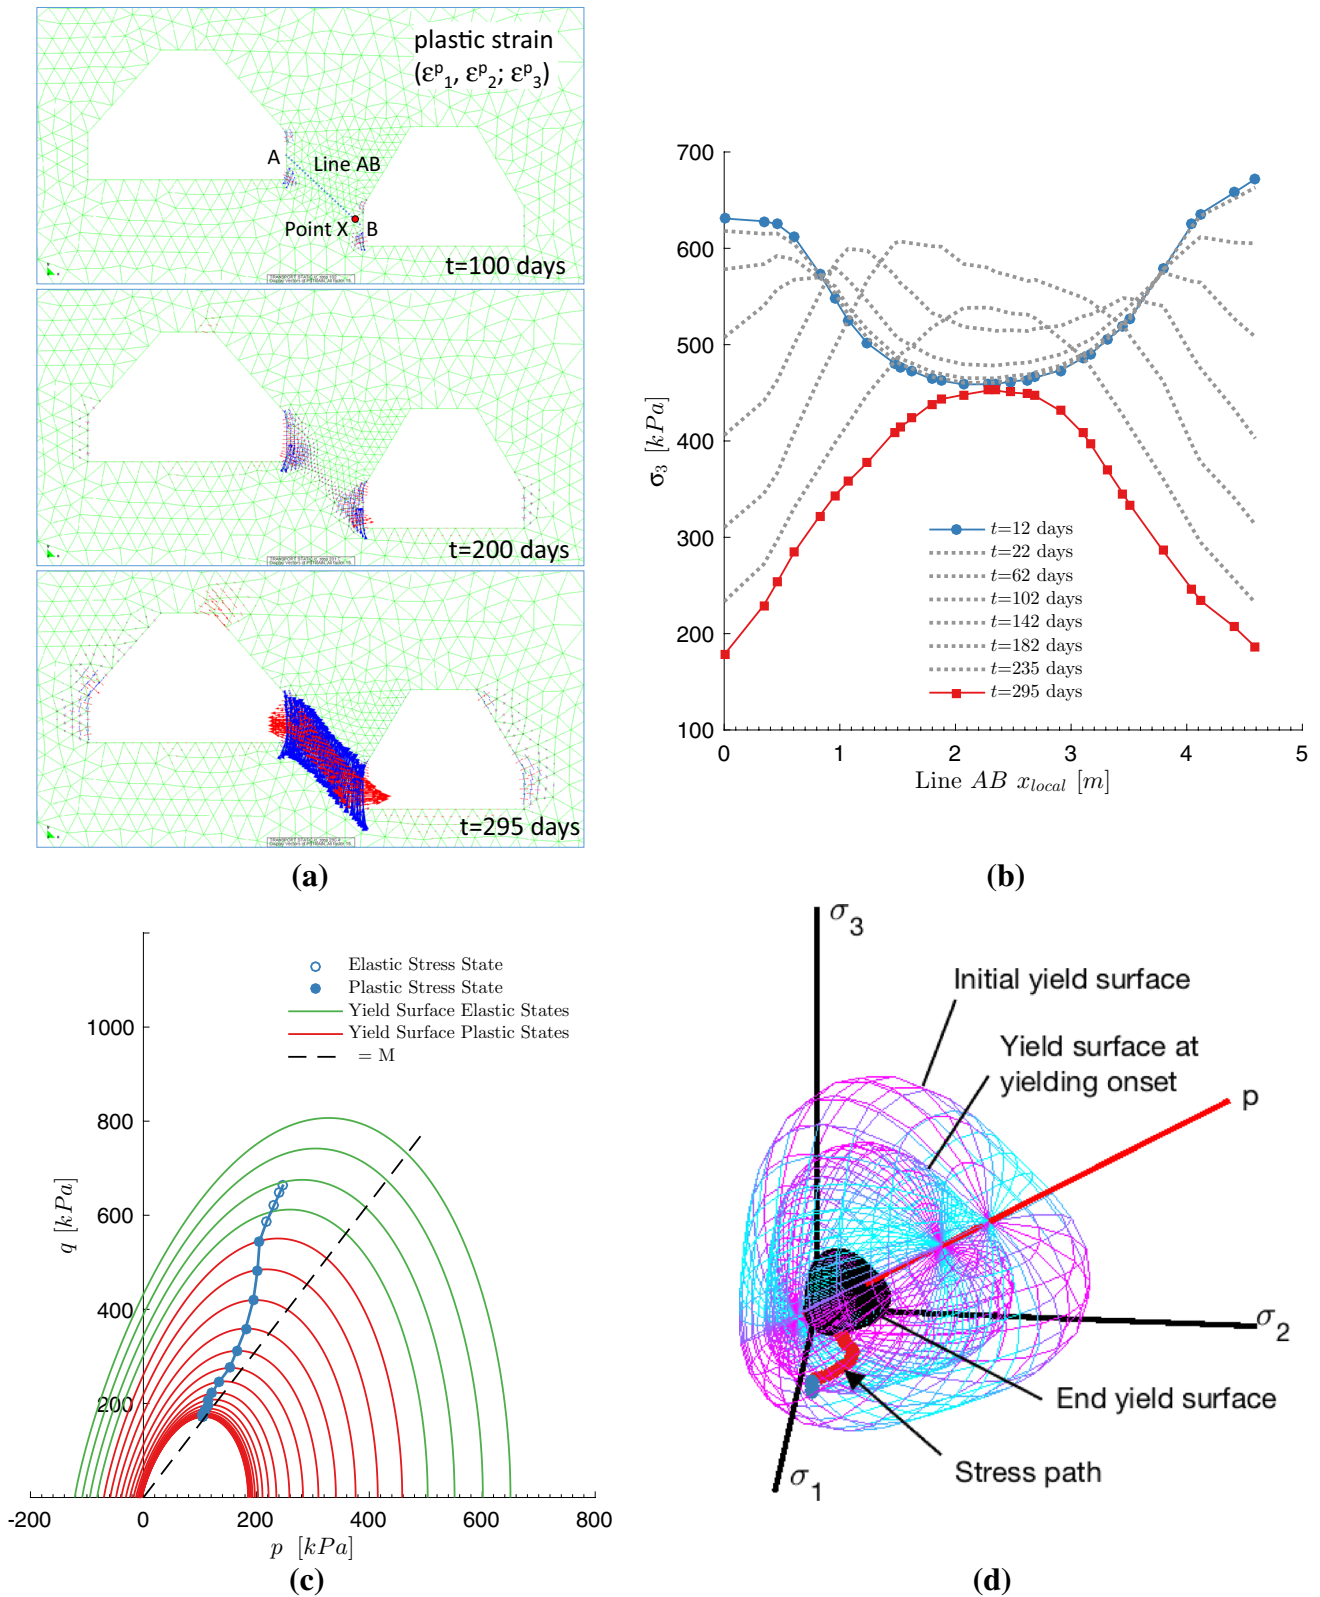 plastic strain
(εᵖ₁, εᵖ₂; εᵖ₃)
A
Line AB
Point X
B
t=100 days
t=200 days
t=295 days
(a)
700
600
500
400
300
200
100
σ₃ [kPa]
t=12 days
t=22 days
t=62 days
t=102 days
t=142 days
t=182 days
t=235 days
t=295 days
0 1 2 3 4 5
Line AB x_local [m]
(b)
Elastic Stress State
Plastic Stress State
Yield Surface Elastic States
Yield Surface Plastic States
= M
1000
800
600
400
200
q [kPa]
-200 0 200 400 600 800
p [kPa]
(c)
σ₃
Initial yield surface
Yield surface at
yielding onset
p
σ₂
End yield surface
Stress path
σ₁
(d)